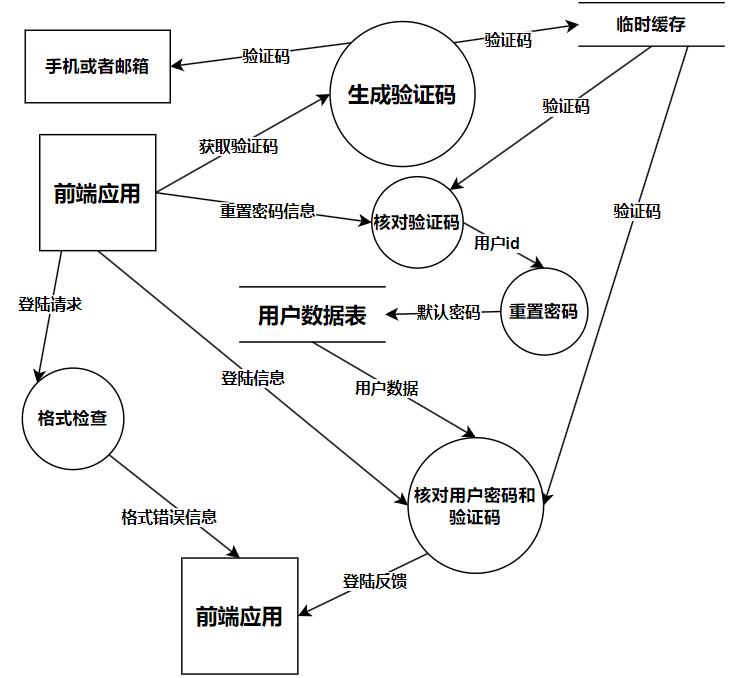 临时缓存
验证码
验证码
手机或者邮箱
生成验证码
验证码
获取验证码
前端应用
重置密码信息
核对验证码
验证码
用户id
登陆请求
用户数据表
默认密码
重置密码
登陆信息
用户数据
格式检查
核对用户密码和
验证码
格式错误信息
登陆反馈
前端应用